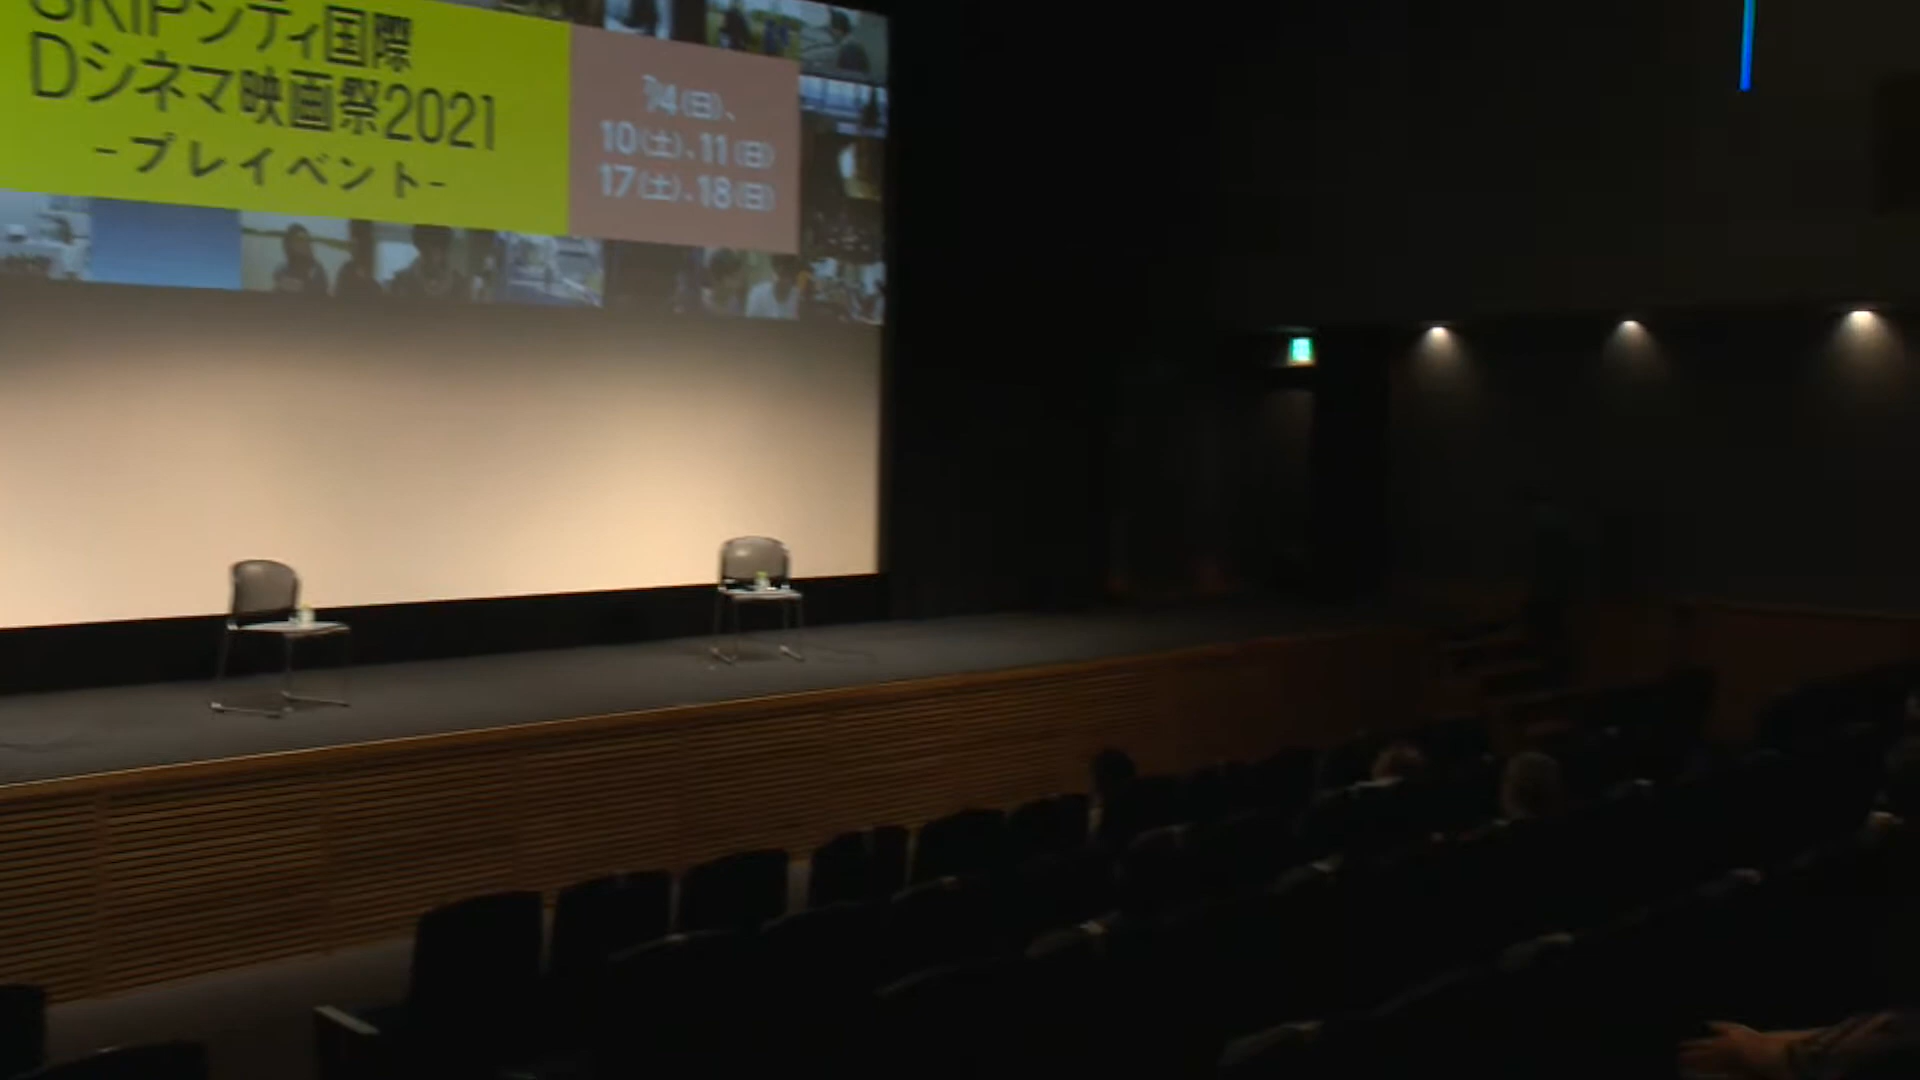 SKIPシティ国際
Dシネマ映画祭2021
-プレイベント-
7/4(日)、
10(土)、11(日)
17(土)、18(日)